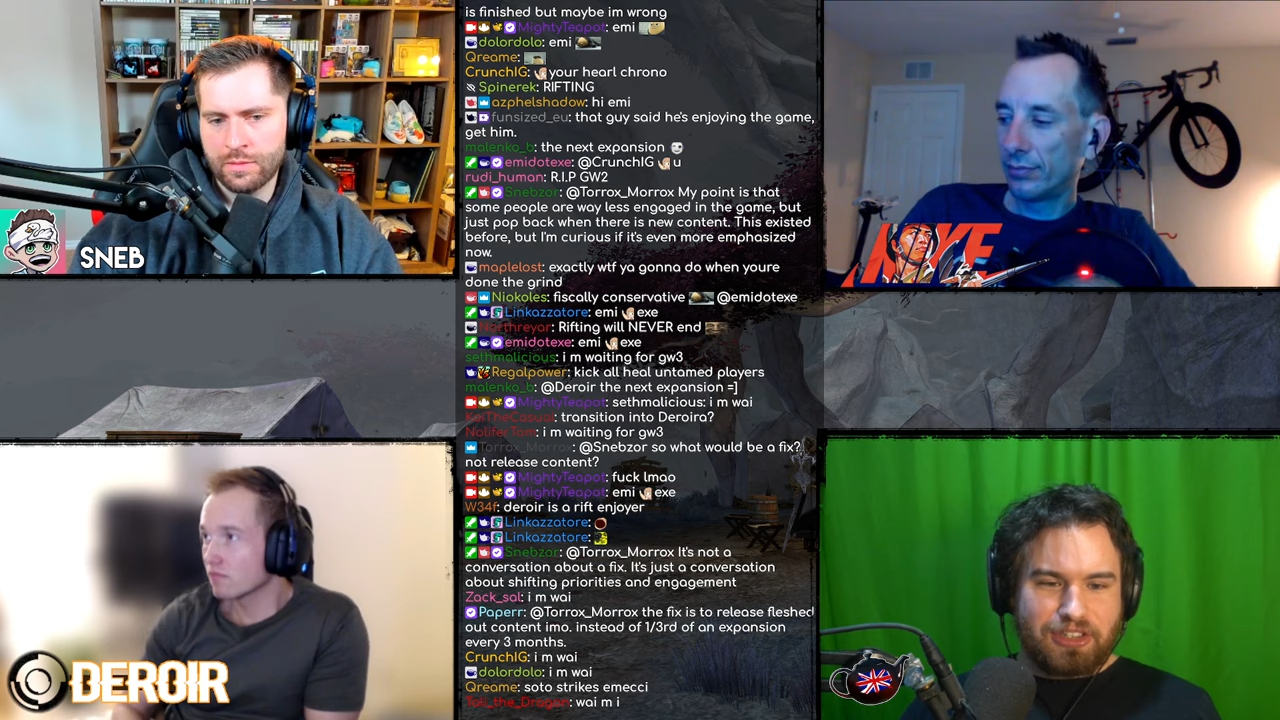 is finished but maybe im wrong
MightyTeapot: emi
dolordolo: emi
Qreame:
CrunchIG: your hearl chrono
Spinerek: RIFTING
azphelshadow: hi emi
funsized_eu: that guy said he's enjoying the game,
get him.
malenko_b: the next expansion
emidotexe: @CrunchIG u
rudi_human: R.I.P GW2
Snebzor: @Torrox_Morrox My point is that
some people are way less engaged in the game, but
just pop back when there is new content. This existed
before, but I'm curious if it's even more emphasized
now.
maplelost: exactly wtf ya gonna do when youre
done the grind
Niokoles: fiscally conservative @emidotexe
Linkazzatore: emi exe
Northreyar: Rifting will NEVER end
emidotexe: emi exe
sethmalicious: i m waiting for gw3
Regalpower: kick all heal untamed players
malenko_b: @Deroir the next expansion =]
MightyTeapot: sethmalicious: i m wai
KeiTheCasual: transition into Deroira?
NoliferTom: i m waiting for gw3
Torrox_Morrox: @Snebzor so what would be a fix?
not release content?
MightyTeapot: fuck lmao
MightyTeapot: emi exe
W34f: deroir is a rift enjoyer
Linkazzatore:
Linkazzatore:
Snebzor: @Torrox_Morrox It's not a
conversation about a fix. It's just a conversation
about shifting priorities and engagement
Zack_sal: i m wai
Paperr: @Torrox_Morrox the fix is to release fleshed
out content imo. instead of 1/3rd of an expansion
every 3 months.
CrunchIG: i m wai
dolordolo: i m wai
Qreame: soto strikes emecci
wai m i
SNEB
DEROIR